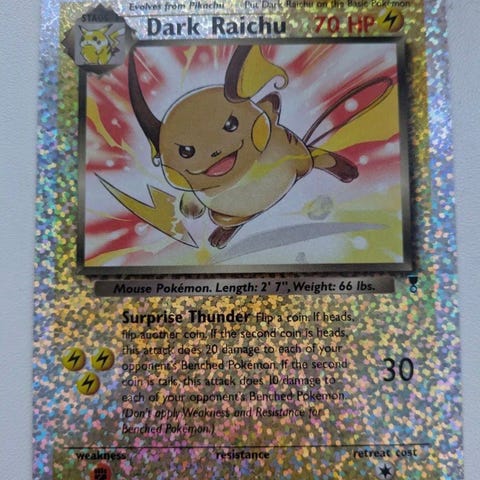 STAGE
Evolves from Pikachu Put Dark Raichu on the Basic Pokémon
Dark Raichu 70 HP
Mouse Pokémon. Length: 2' 7", Weight: 66 lbs.
Surprise Thunder Flip a coin. If heads,
flip another coin. If the second coin is heads,
this attack does 20 damage to each of your
opponent's Benched Pokémon. If the second
coin is tails, this attack does 10 damage to
each of your opponent's Benched Pokémon.
(Don't apply Weakness and Resistance for
Benched Pokémon.)
30
weakness resistance retreat cost